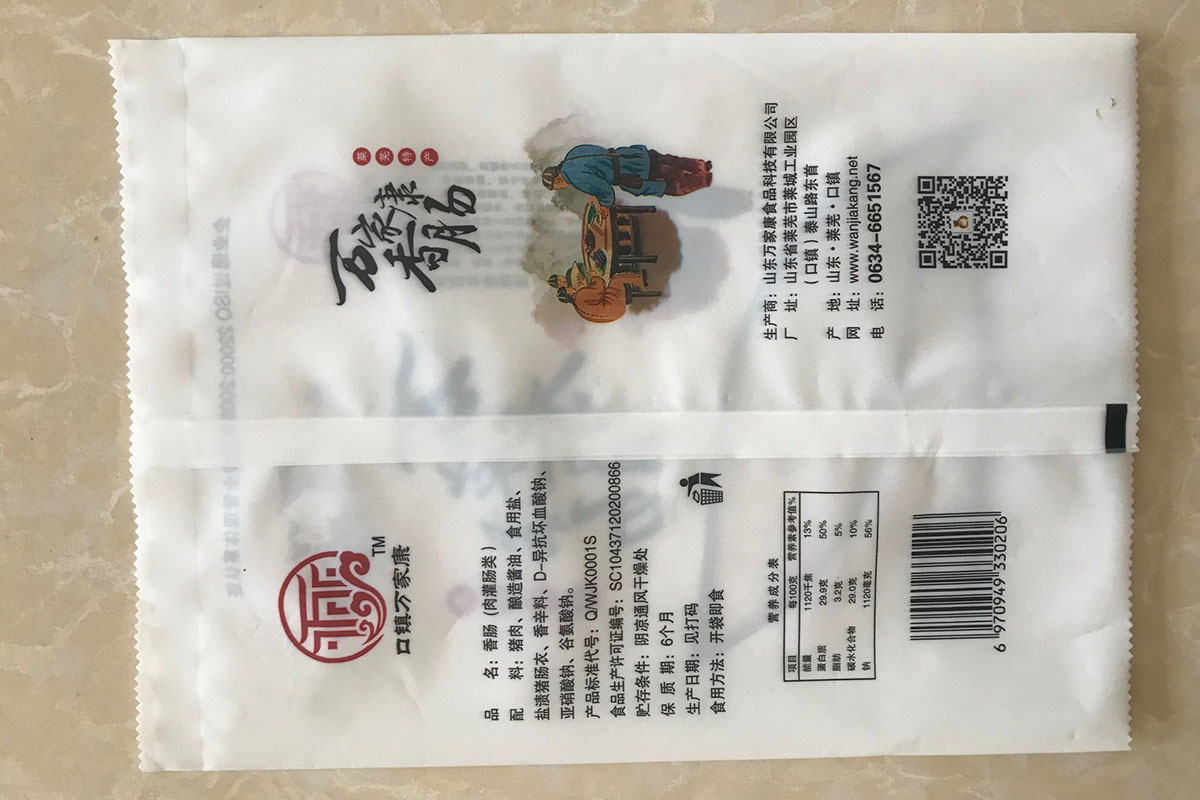 口镇万家康
TM
品 名：香肠（肉灌肠类）
配 料：猪肉、酿造酱油、食用盐、
盐渍猪肠衣、香辛料、D-异抗坏血酸钠、
亚硝酸钠、谷氨酸钠。
产品标准代号：Q/WJK0001S
食品生产许可证编号：SC10437120200866
贮存条件：阴凉通风干燥处
保 质 期：6个月
生产日期：见打码
食用方法：开袋即食
营养成分表
项目 每100克 营养素参考值%
能量 1120千焦 13%
蛋白质 29.9克 50%
脂肪 3.2克 5%
碳水化合物 29.0克 10%
钠 1120毫克 56%
6 970949 330206
莱芜特产
万家康
香肠
生产商：山东万家康食品科技有限公司
厂 址：山东省莱芜市莱城工业园区
（口镇）泰山路东首
产 地：山东·莱芜·口镇
网 址：www.wanjiakang.net
电 话：0634-6651567